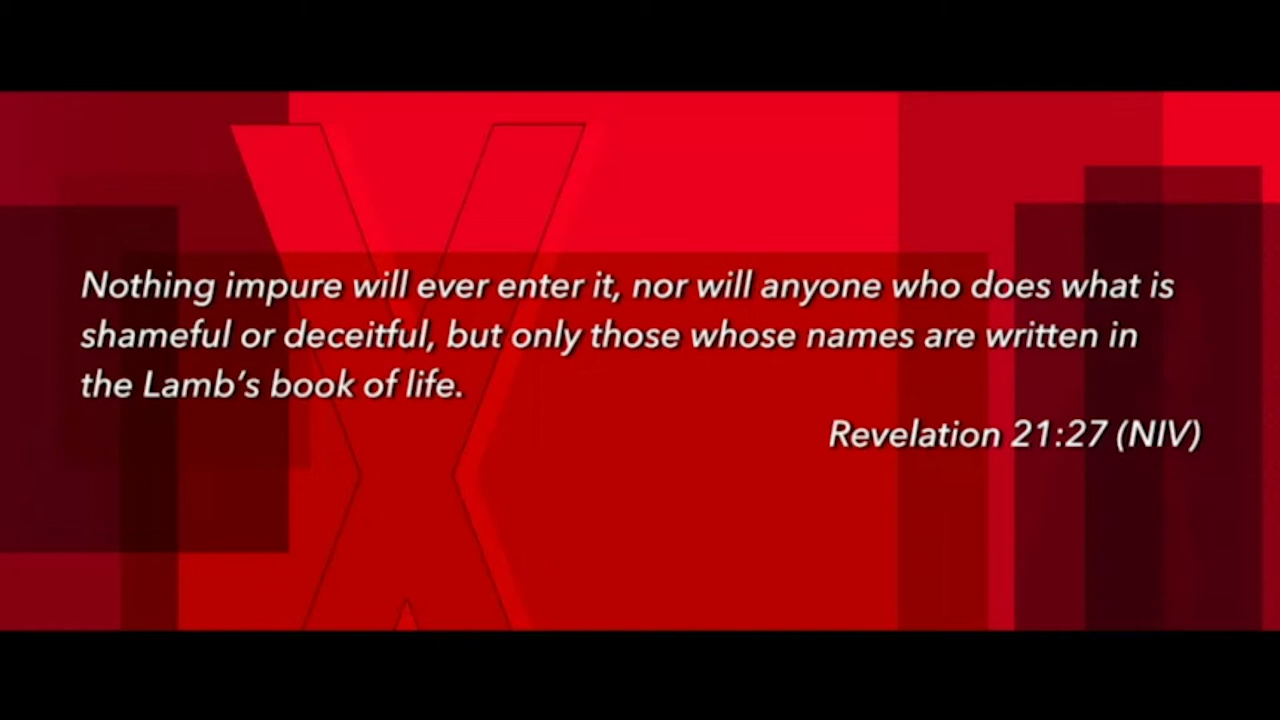 Nothing impure will ever enter it, nor will anyone who does what is
shameful or deceitful, but only those whose names are written in
the Lamb’s book of life.
Revelation 21:27 (NIV)